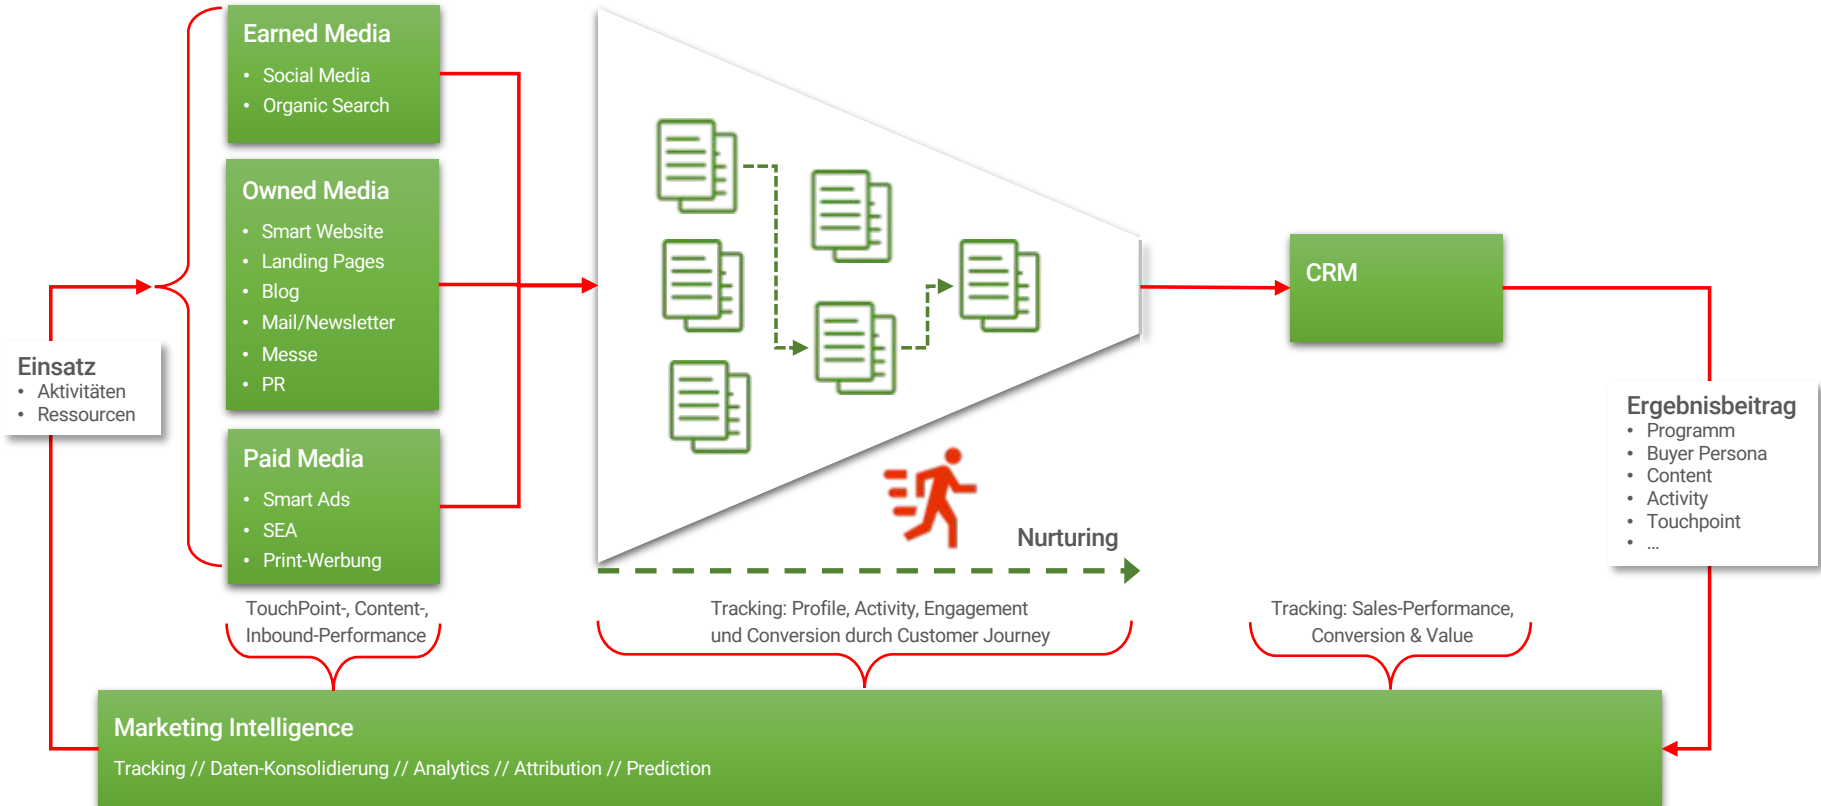 Earned Media
• Social Media
• Organic Search
Owned Media
• Smart Website
• Landing Pages
• Blog
• Mail/Newsletter
• Messe
• PR
Paid Media
• Smart Ads
• SEA
• Print-Werbung
Einsatz
• Aktivitäten
• Ressourcen
CRM
Ergebnisbeitrag
• Programm
• Buyer Persona
• Content
• Activity
• Touchpoint
• ...
Nurturing
TouchPoint-, Content-,
Inbound-Performance
Tracking: Profile, Activity, Engagement
und Conversion durch Customer Journey
Tracking: Sales-Performance,
Conversion & Value
Marketing Intelligence
Tracking // Daten-Konsolidierung // Analytics // Attribution // Prediction